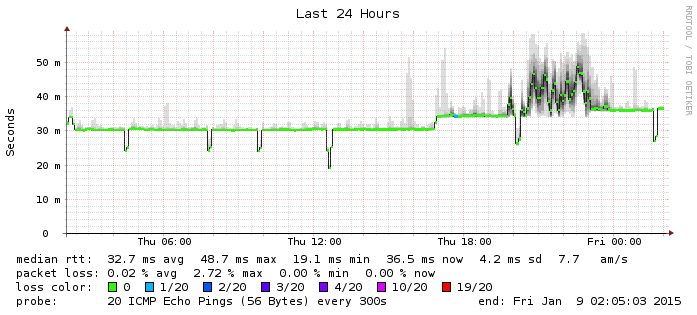 Last 24 Hours
RRDTOOL / TOBI OETIKER
Seconds
50 m
40 m
30 m
20 m
10 m
0
Thu 06:00 Thu 12:00 Thu 18:00 Fri 00:00
median rtt: 32.7 ms avg 48.7 ms max 19.1 ms min 36.5 ms now 4.2 ms sd 7.7 am/s
packet loss: 0.02 % avg 2.72 % max 0.00 % min 0.00 % now
loss color: 0 1/20 2/20 3/20 4/20 10/20 19/20
probe: 20 ICMP Echo Pings (56 Bytes) every 300s end: Fri Jan 9 02:05:03 2015